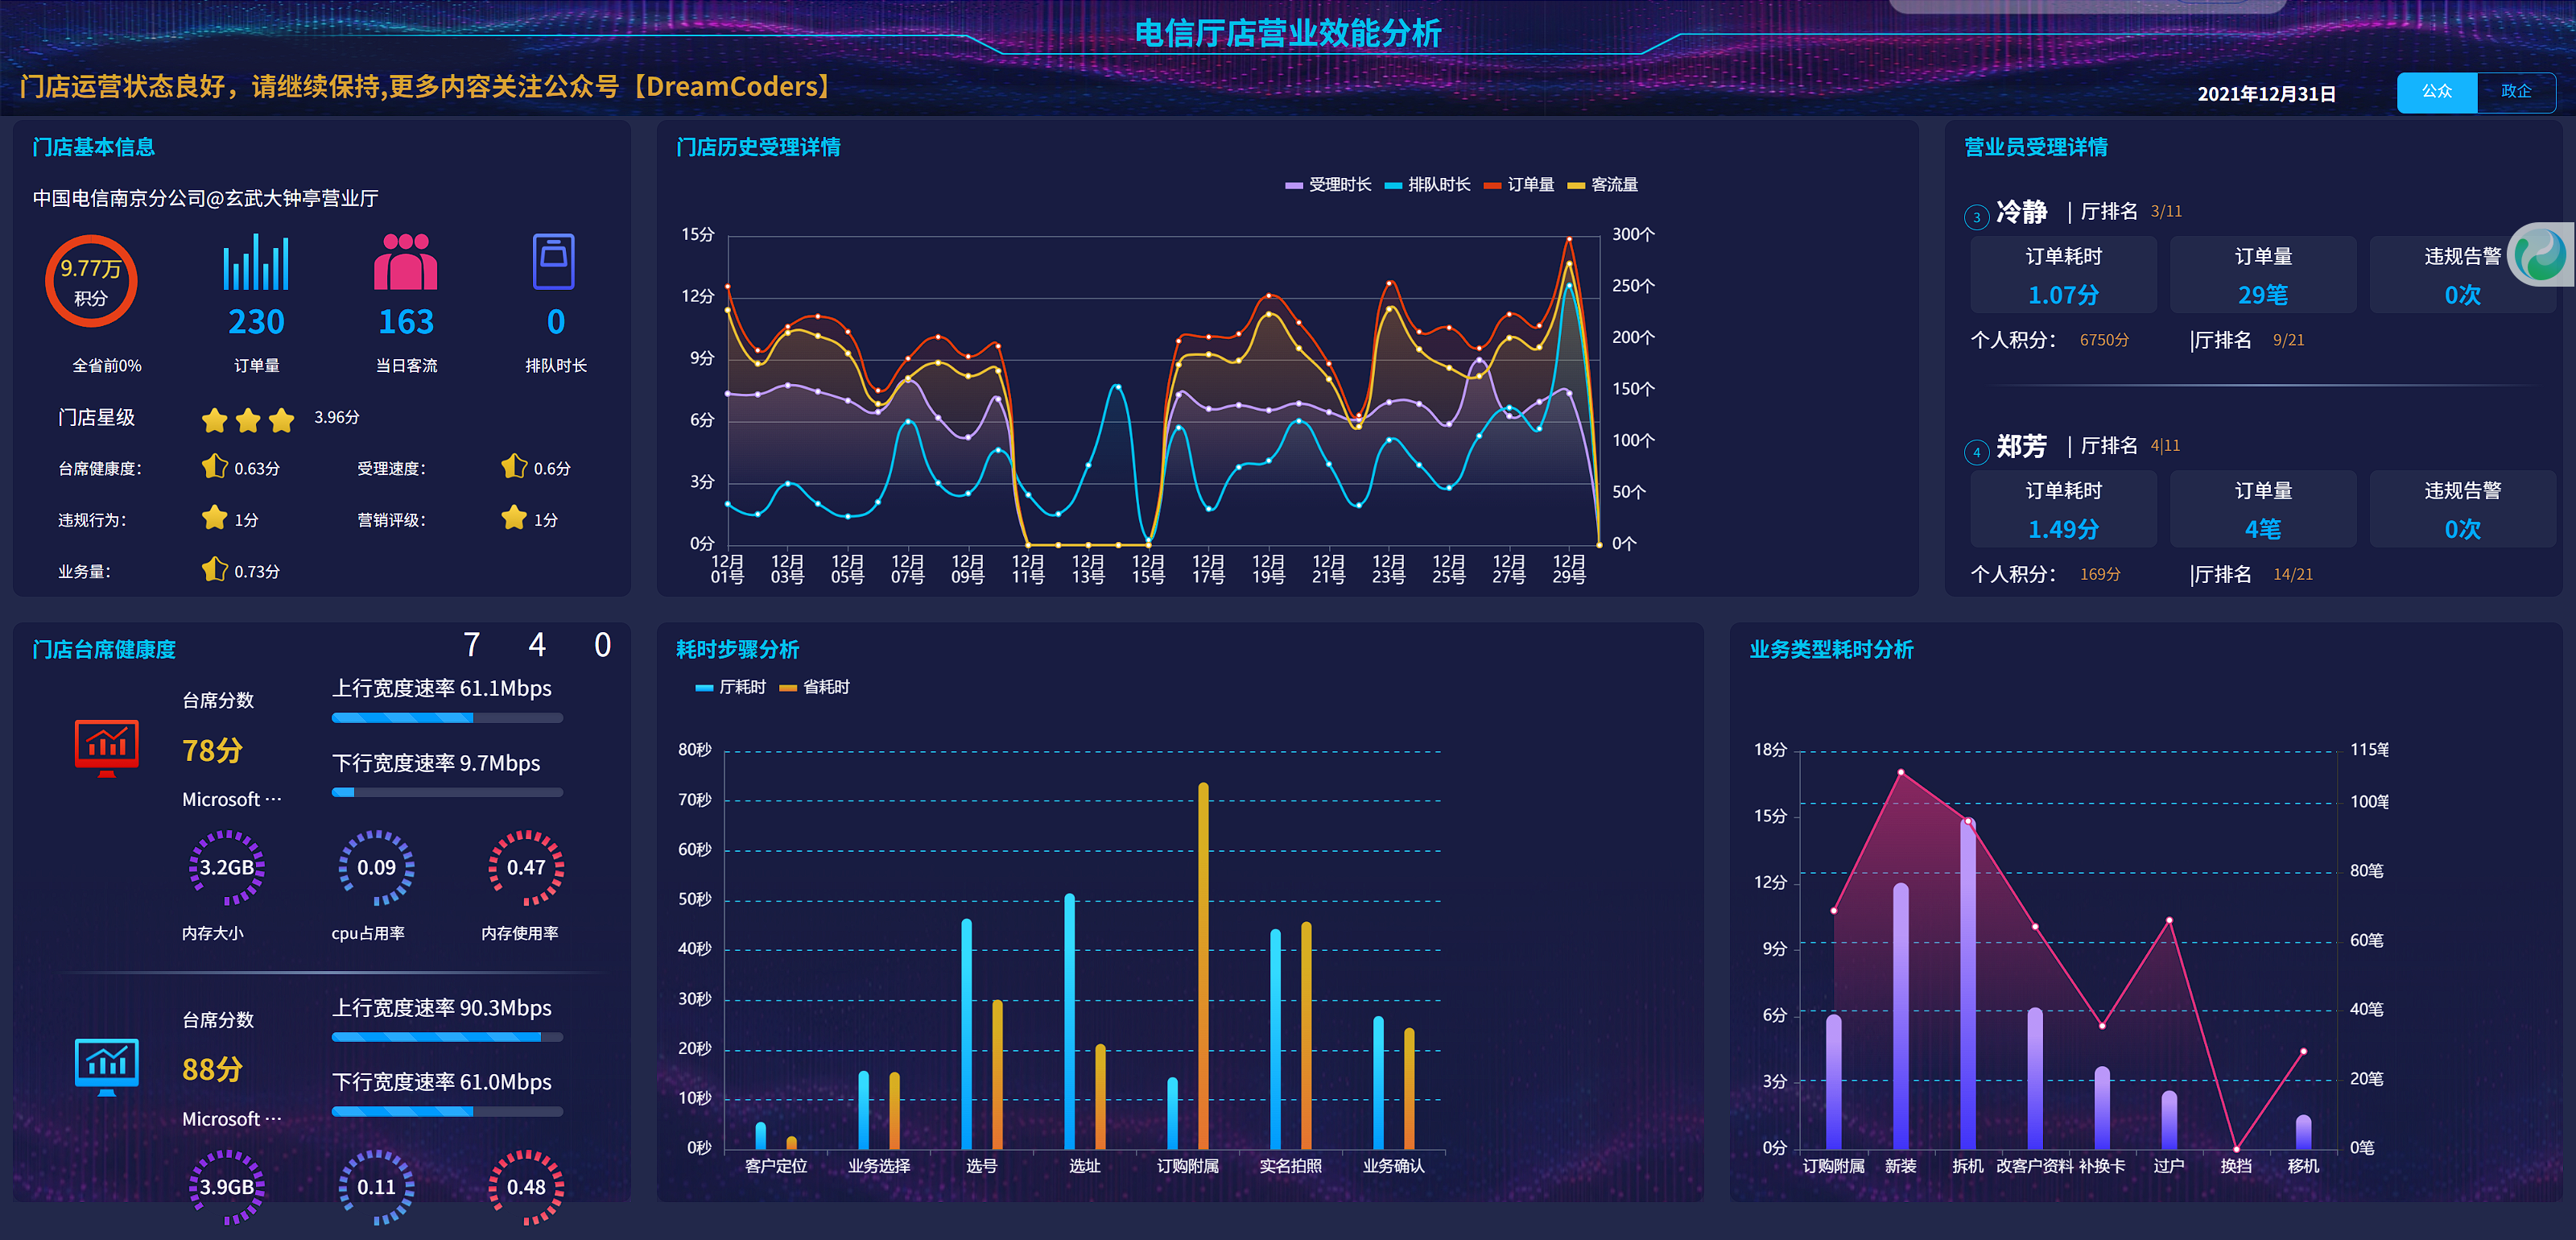 电信厅店营业效能分析
门店运营状态良好，请继续保持,更多内容关注公众号【DreamCoders】
2021年12月31日
公众 政企
门店基本信息
中国电信南京分公司@玄武大钟亭营业厅
9.77万
积分
230 163 0
全省前0% 订单量 当日客流 排队时长
门店星级 3.96分
台席健康度: 0.63分 受理速度: 0.6分
违规行为: 1分 营销评级: 1分
业务量: 0.73分
门店历史受理详情
受理时长 排队时长 订单量 客流量
15分
12分
9分
6分
3分
0分
300个
250个
200个
150个
100个
50个
0个
12月 12月 12月 12月 12月 12月 12月 12月 12月 12月 12月 12月 12月 12月 12月
01号 03号 05号 07号 09号 11号 13号 15号 17号 19号 21号 23号 25号 27号 29号
营业员受理详情
3 冷静 | 厅排名 3/11
订单耗时 订单量 违规告警
1.07分 29笔 0次
个人积分: 6750分 |厅排名 9/21
4 郑芳 | 厅排名 4|11
订单耗时 订单量 违规告警
1.49分 4笔 0次
个人积分: 169分 |厅排名 14/21
门店台席健康度 7 4 0
台席分数
78分
Microsoft ···
上行宽度速率 61.1Mbps
下行宽度速率 9.7Mbps
3.2GB 0.09 0.47
内存大小 cpu占用率 内存使用率
台席分数
88分
Microsoft ···
上行宽度速率 90.3Mbps
下行宽度速率 61.0Mbps
3.9GB 0.11 0.48
耗时步骤分析
厅耗时 省耗时
80秒
70秒
60秒
50秒
40秒
30秒
20秒
10秒
0秒
客户定位 业务选择 选号 选址 订购附属 实名拍照 业务确认
业务类型耗时分析
18分
15分
12分
9分
6分
3分
0分
115笔
100笔
80笔
60笔
40笔
20笔
0笔
订购附属 新装 拆机 改客户资料 补换卡 过户 换挡 移机